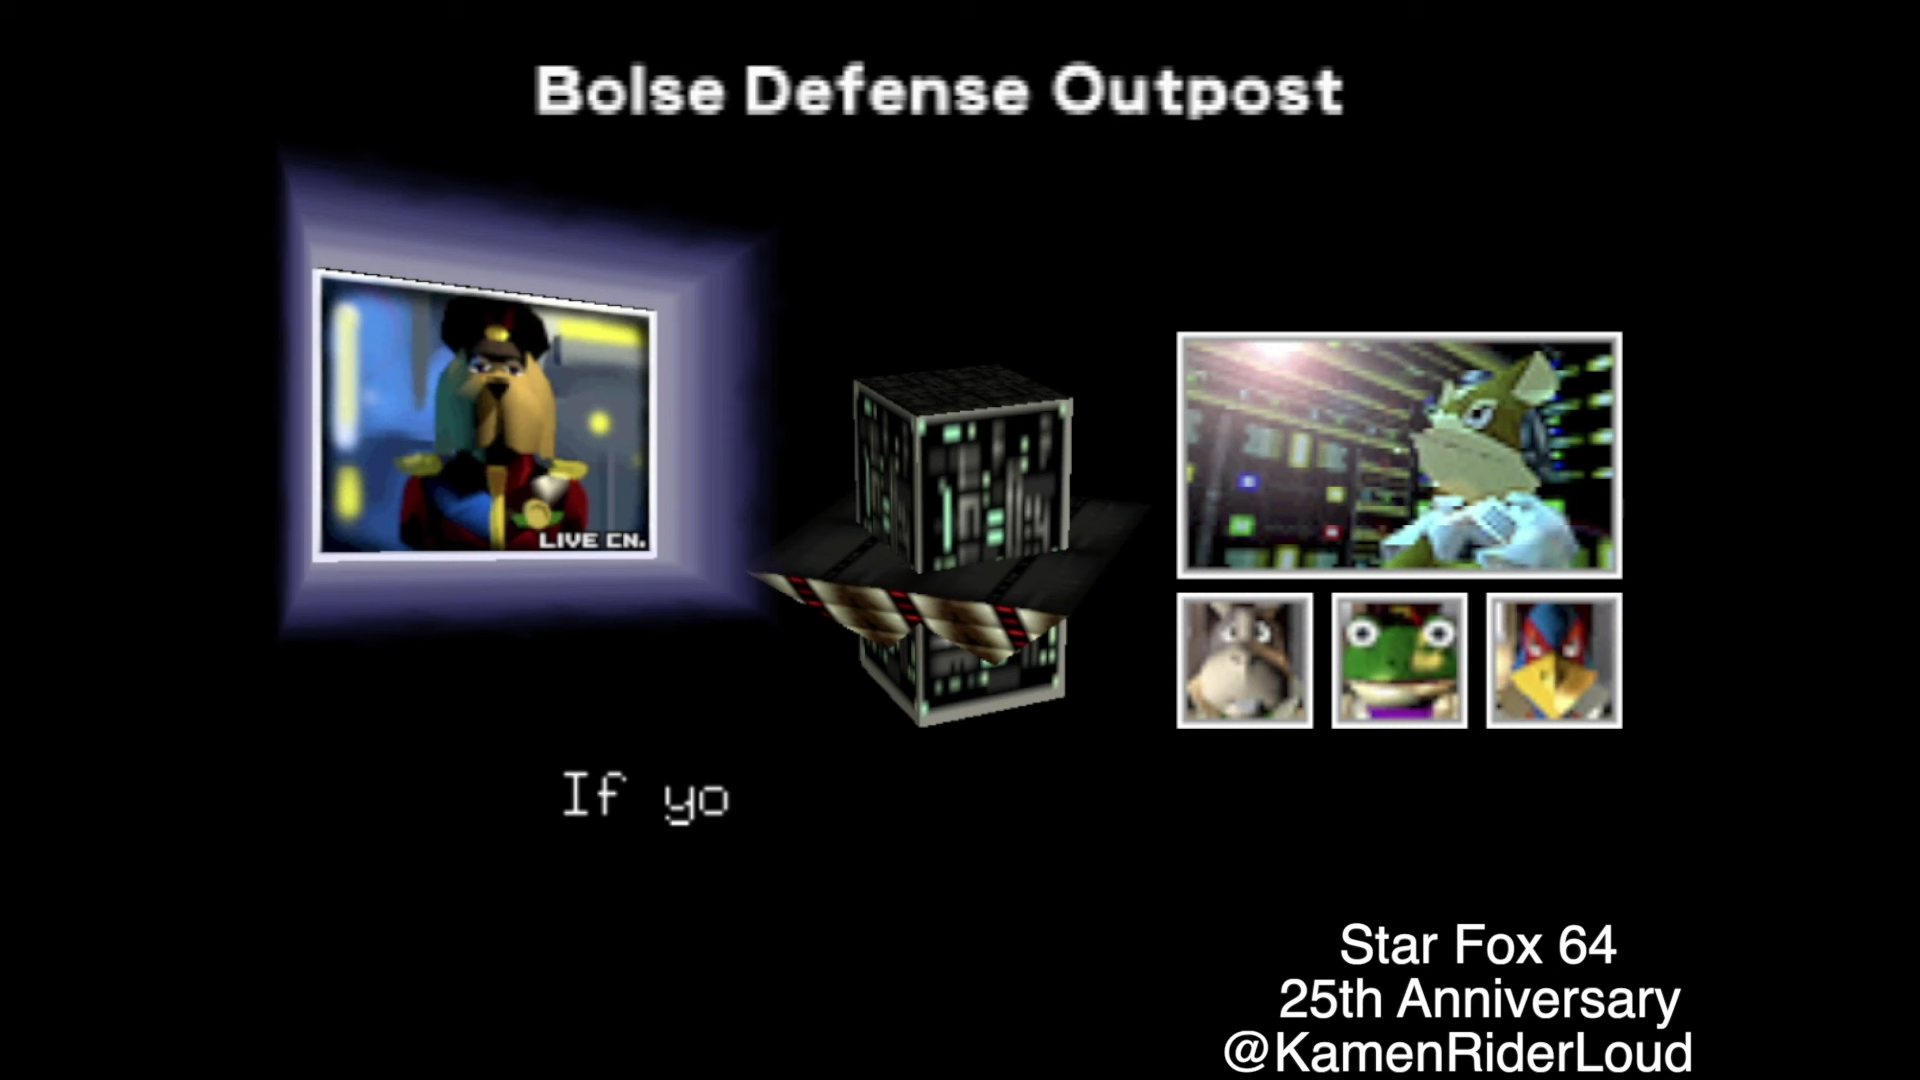 Bolse Defense Outpost
LIVE CN.
If yo
Star Fox 64
25th Anniversary
@KamenRiderLoud